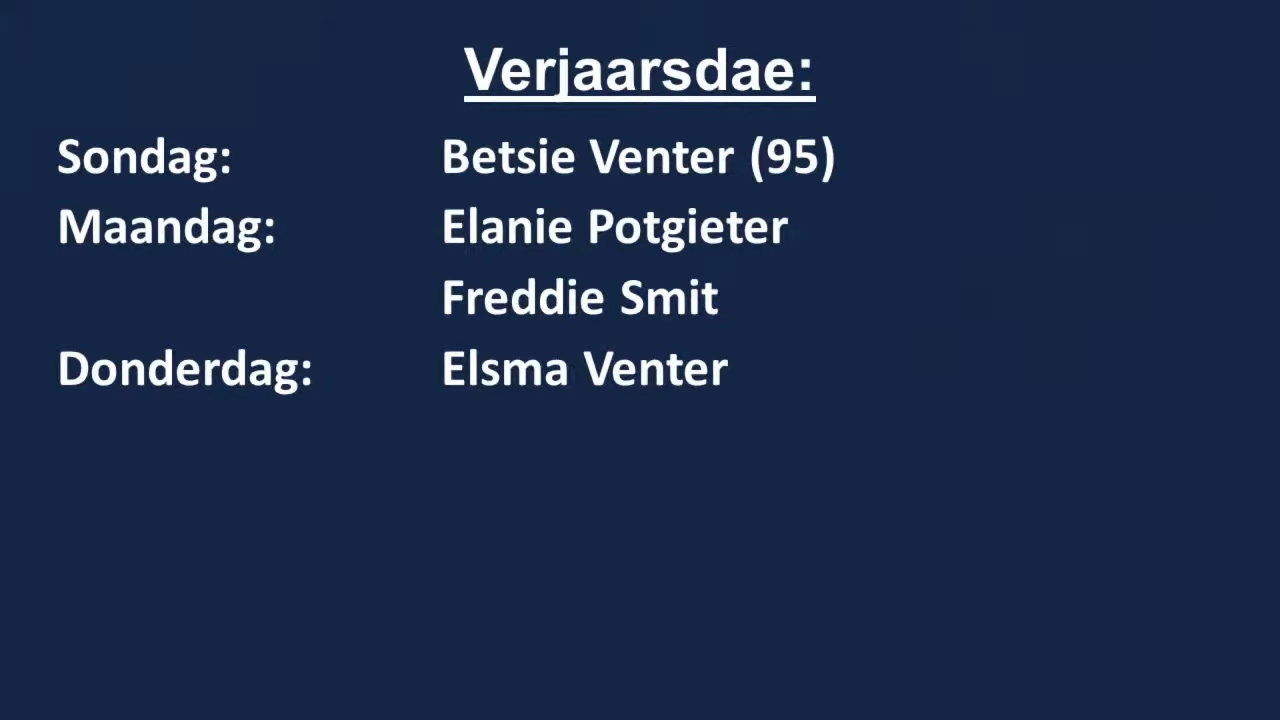 Verjaarsdae:
Sondag: Betsie Venter (95)
Maandag: Elanie Potgieter
Freddie Smit
Donderdag: Elsma Venter